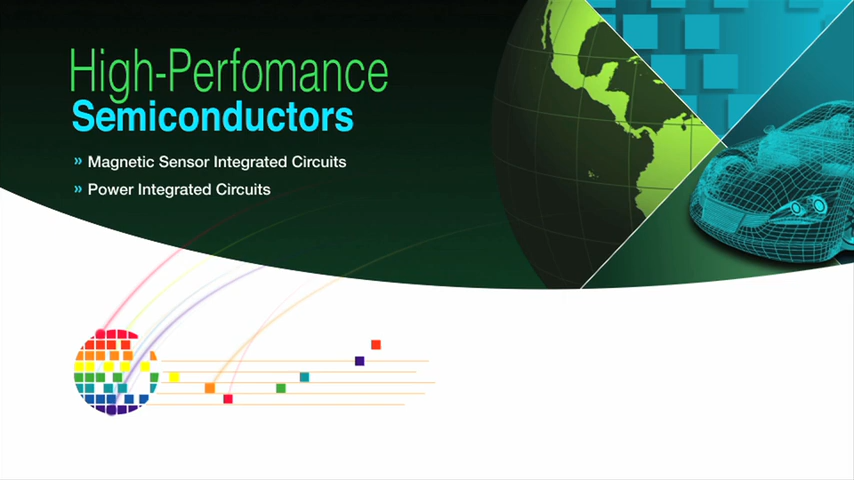 High-Perfomance
Semiconductors
» Magnetic Sensor Integrated Circuits
» Power Integrated Circuits